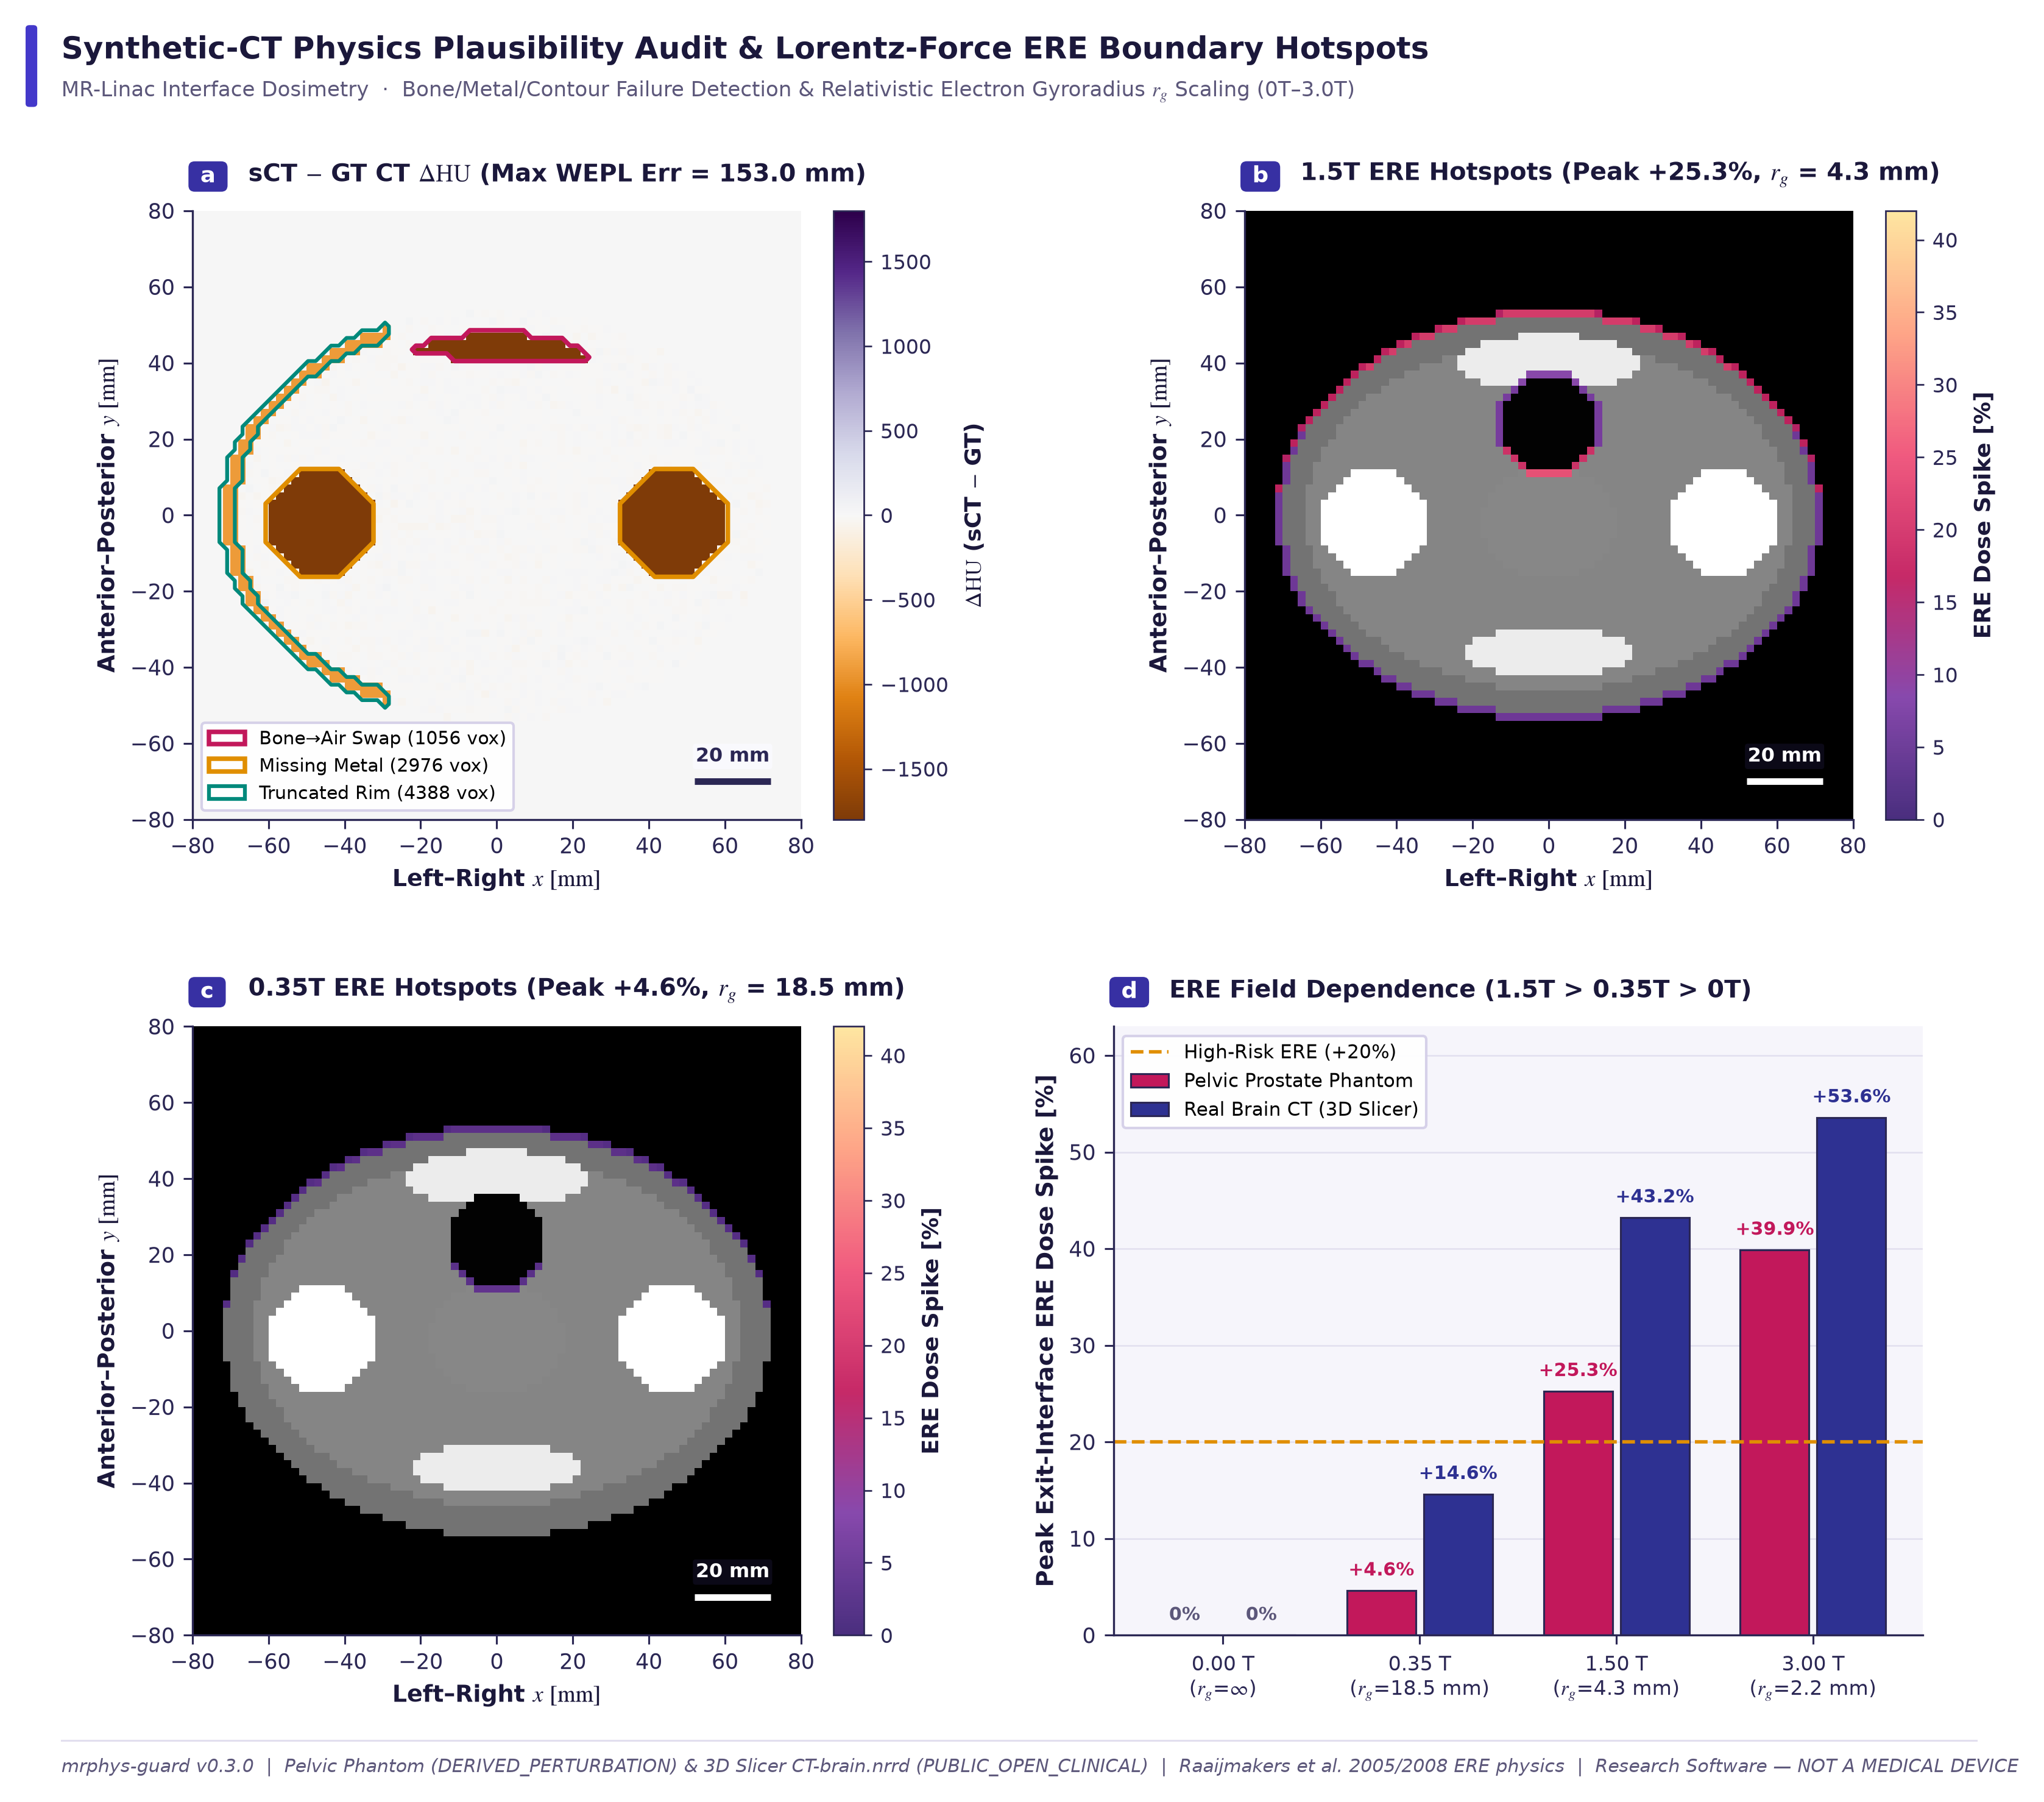 Synthetic-CT Physics Plausibility Audit & Lorentz-Force ERE Boundary Hotspots
MR-Linac Interface Dosimetry · Bone/Metal/Contour Failure Detection & Relativistic Electron Gyroradius r_g Scaling (0T–3.0T)
a sCT − GT CT ΔHU (Max WEPL Err = 153.0 mm)
80
60
40
20
0
−20
−40
−60
−80
Anterior–Posterior y [mm]
Bone→Air Swap (1056 vox)
Missing Metal (2976 vox)
Truncated Rim (4388 vox)
20 mm
−80 −60 −40 −20 0 20 40 60 80
Left–Right x [mm]
1500
1000
500
0
−500
−1000
−1500
ΔHU (sCT − GT)
b 1.5T ERE Hotspots (Peak +25.3%, r_g = 4.3 mm)
80
60
40
20
0
−20
−40
−60
−80
Anterior–Posterior y [mm]
20 mm
−80 −60 −40 −20 0 20 40 60 80
Left–Right x [mm]
40
35
30
25
20
15
10
5
0
ERE Dose Spike [%]
c 0.35T ERE Hotspots (Peak +4.6%, r_g = 18.5 mm)
80
60
40
20
0
−20
−40
−60
−80
Anterior–Posterior y [mm]
20 mm
−80 −60 −40 −20 0 20 40 60 80
Left–Right x [mm]
40
35
30
25
20
15
10
5
0
ERE Dose Spike [%]
d ERE Field Dependence (1.5T > 0.35T > 0T)
60
50
40
30
20
10
0
Peak Exit-Interface ERE Dose Spike [%]
High-Risk ERE (+20%)
Pelvic Prostate Phantom
Real Brain CT (3D Slicer)
0% 0%
+4.6% +14.6%
+25.3% +43.2%
+39.9% +53.6%
0.00 T 0.35 T 1.50 T 3.00 T
(r_g=∞) (r_g=18.5 mm) (r_g=4.3 mm) (r_g=2.2 mm)
mrphys-guard v0.3.0 | Pelvic Phantom (DERIVED_PERTURBATION) & 3D Slicer CT-brain.nrrd (PUBLIC_OPEN_CLINICAL) | Raaijmakers et al. 2005/2008 ERE physics | Research Software — NOT A MEDICAL DEVICE